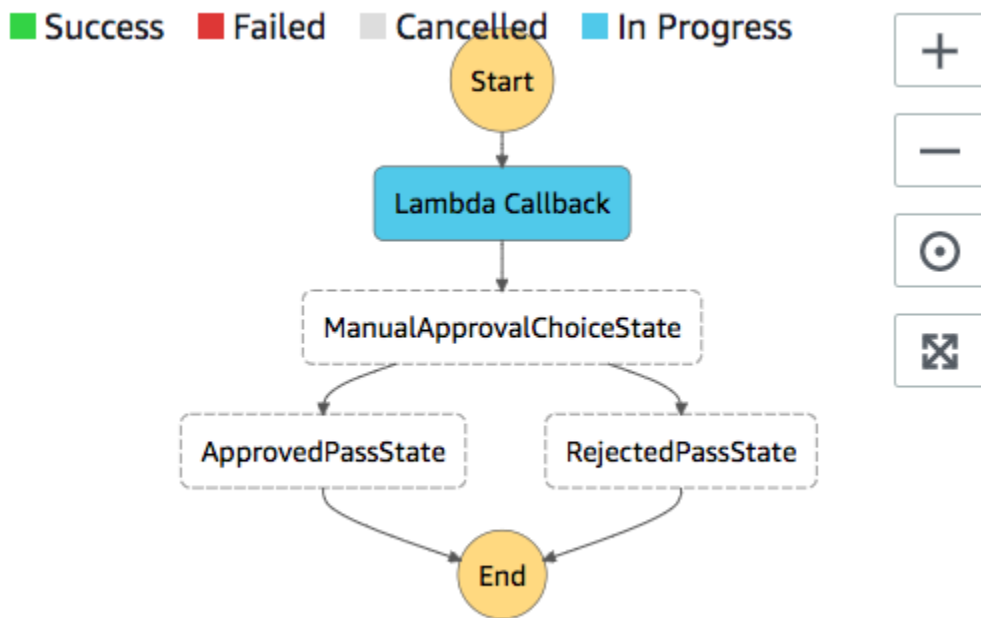 Success Failed Cancelled In Progress
Start
Lambda Callback
ManualApprovalChoiceState
ApprovedPassState RejectedPassState
End